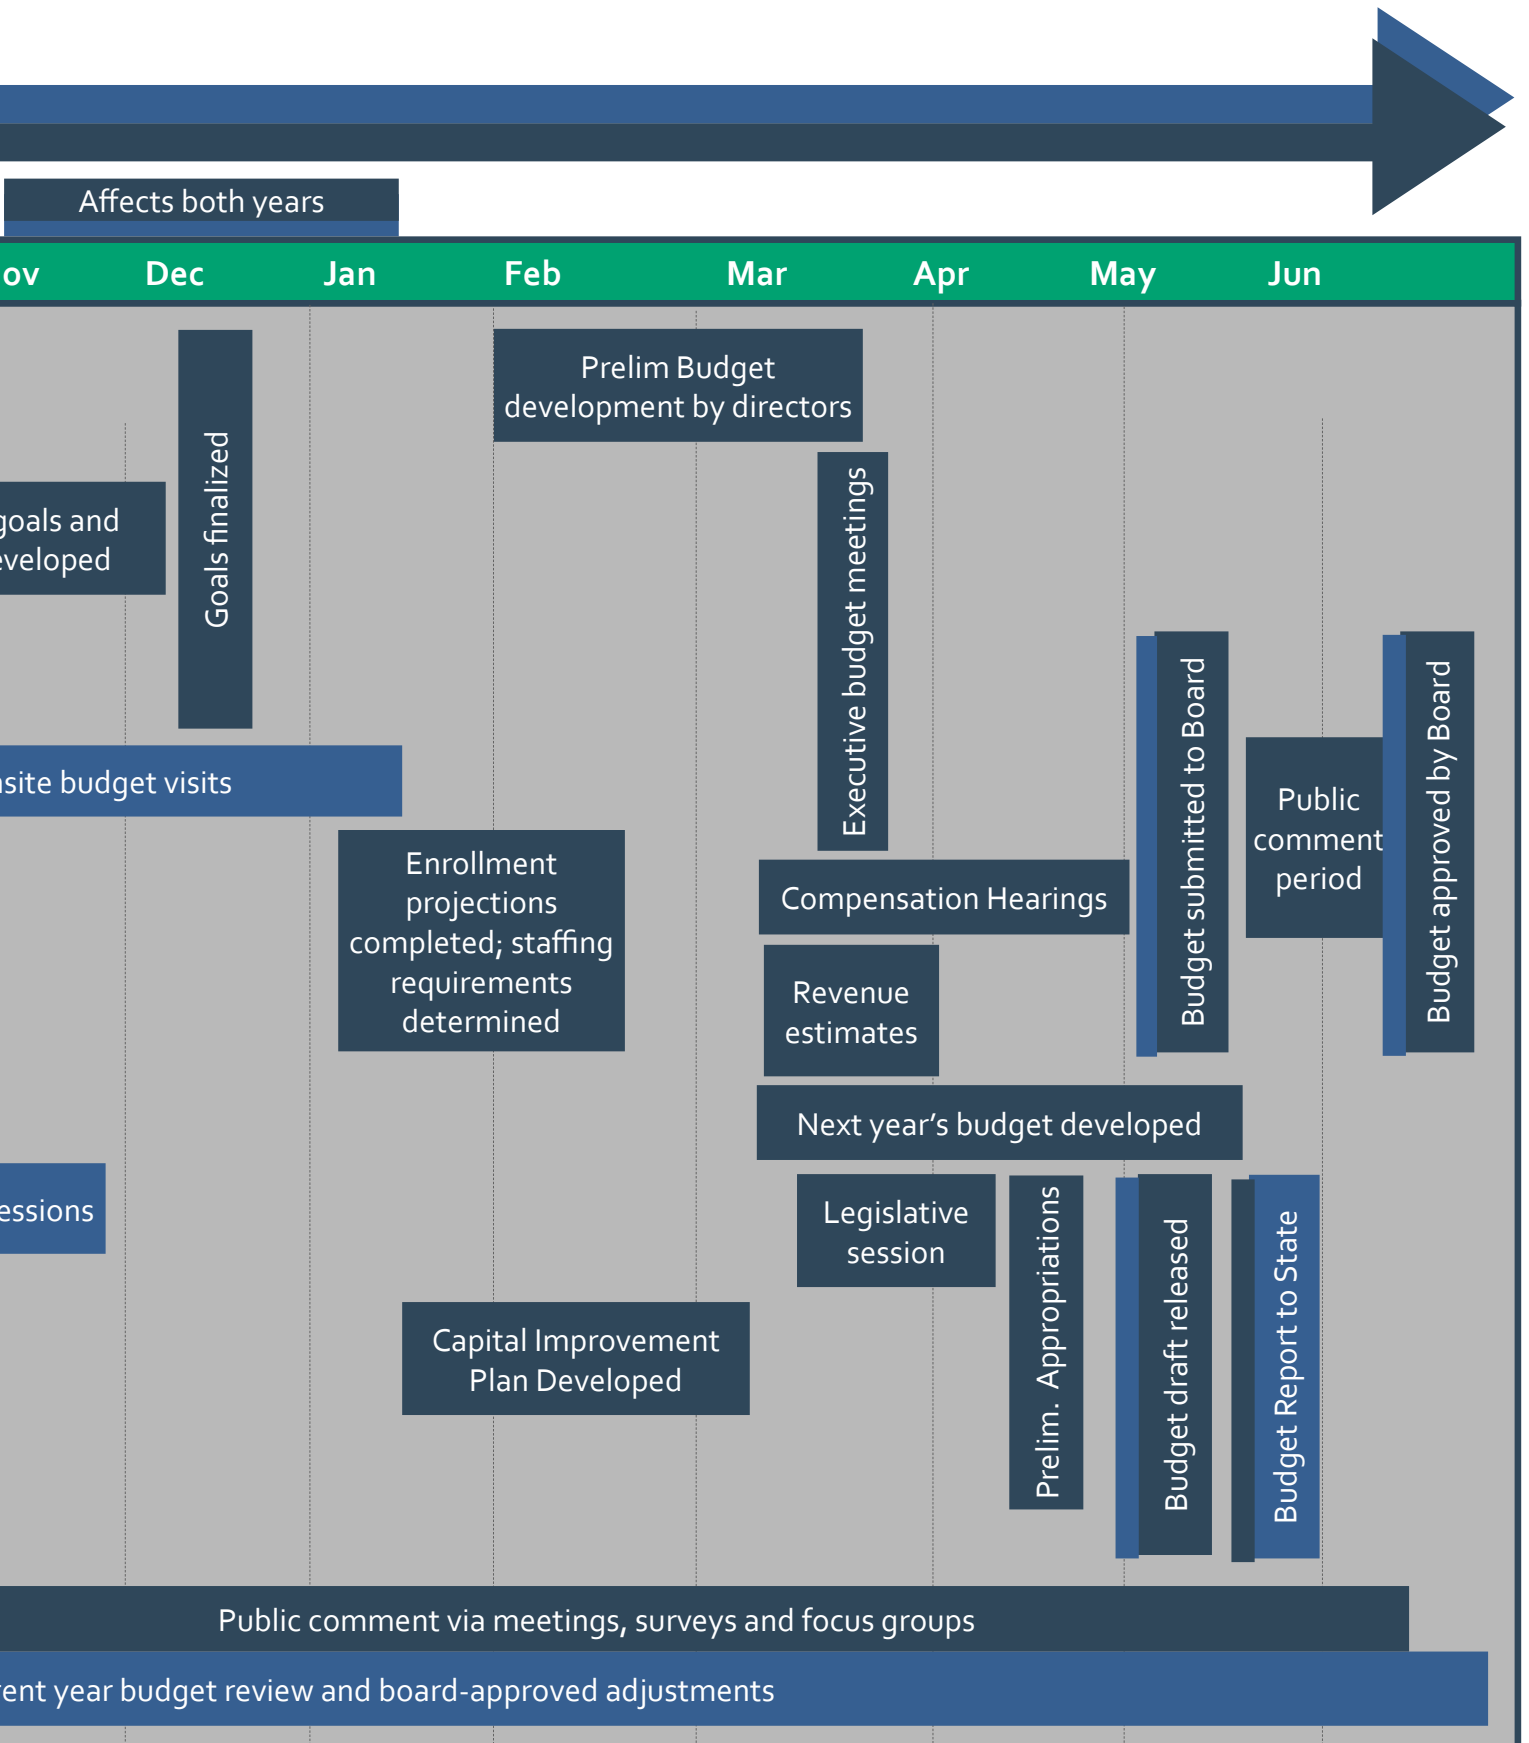 Affects both years
ov Dec Jan Feb Mar Apr May Jun
Prelim Budget
development by directors
Goals finalized
goals and
eveloped
Executive budget meetings
Budget submitted to Board
Public
comment
period
Budget approved by Board
site budget visits
Enrollment
projections
completed; staffing
requirements
determined
Compensation Hearings
Revenue
estimates
Next year’s budget developed
essions
Legislative
session
Prelim. Appropriations
Budget draft released
Budget Report to State
Capital Improvement
Plan Developed
Public comment via meetings, surveys and focus groups
rent year budget review and board-approved adjustments